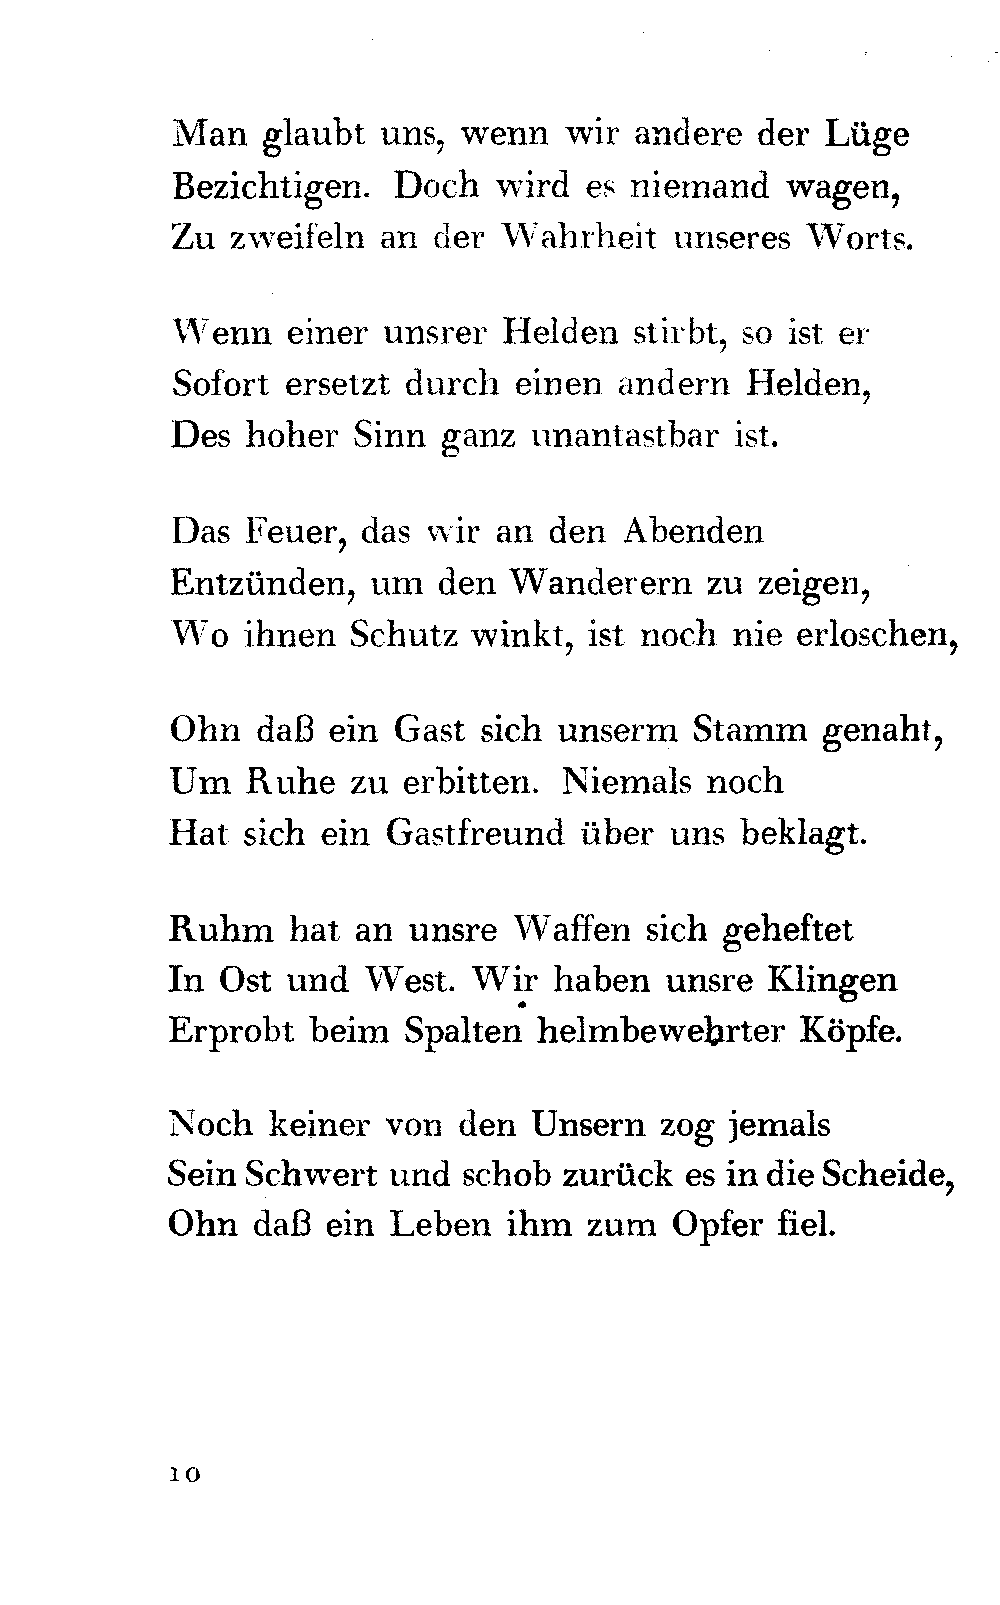 Man glaubt uns, wenn wir andere der Lüge
Bezichtigen. Doch wird es niemand wagen,
Zu zweifeln an der Wahrheit unseres Worts.

Wenn einer unsrer Helden stirbt, so ist er
Sofort ersetzt durch einen andern Helden,
Des hoher Sinn ganz unantastbar ist.

Das Feuer, das wir an den Abenden
Entzünden, um den Wanderern zu zeigen,
Wo ihnen Schutz winkt, ist noch nie erloschen,

Ohn daß ein Gast sich unserm Stamm genaht,
Um Ruhe zu erbitten. Niemals noch
Hat sich ein Gastfreund über uns beklagt.

Ruhm hat an unsre Waffen sich geheftet
In Ost und West. Wir haben unsre Klingen
Erprobt beim Spalten helmbewehrter Köpfe.

Noch keiner von den Unsern zog jemals
Sein Schwert und schob zurück es in die Scheide,
Ohn daß ein Leben ihm zum Opfer fiel.

10